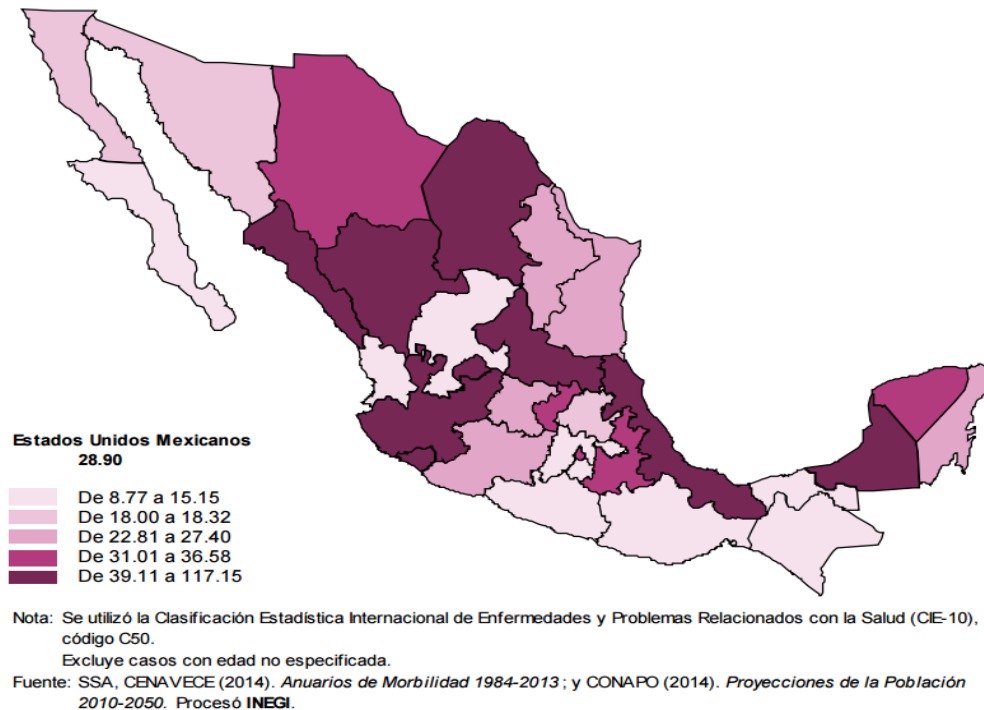 Estados Unidos Mexicanos
28.90
De 8.77 a 15.15
De 18.00 a 18.32
De 22.81 a 27.40
De 31.01 a 36.58
De 39.11 a 117.15
Nota: Se utilizó la Clasificación Estadística Internacional de Enfermedades y Problemas Relacionados con la Salud (CIE-10),
código C50.
Excluye casos con edad no especificada.
Fuente: SSA, CENAVECE (2014). Anuarios de Morbilidad 1984-2013; y CONAPO (2014). Proyecciones de la Población
2010-2050. Procesó INEGI.